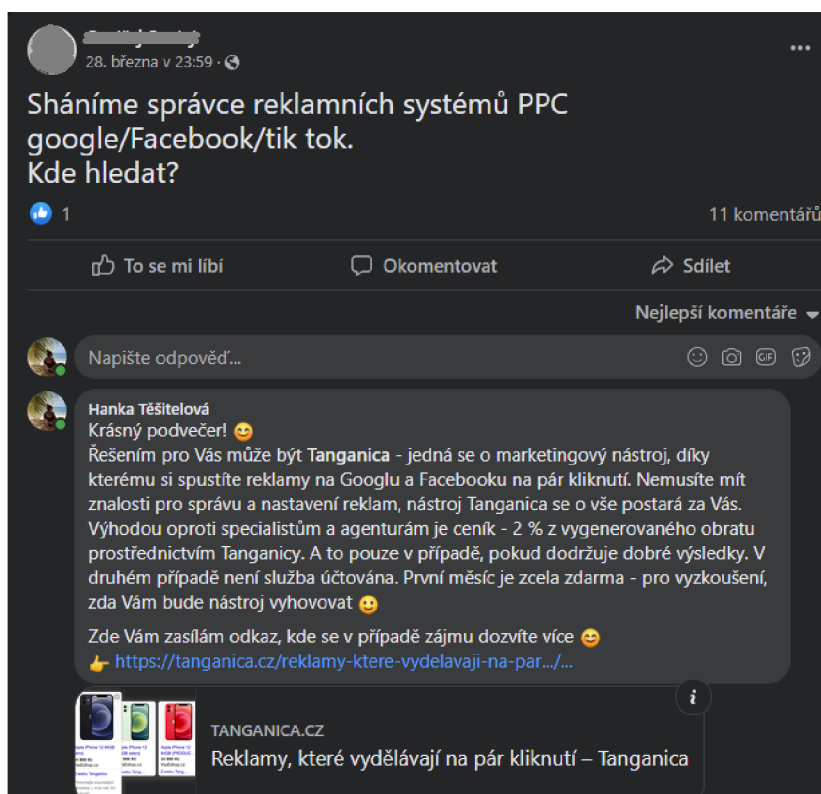 28. března v 23:59
Sháníme správce reklamních systémů PPC
google/Facebook/tik tok.
Kde hledat?
1
11 komentářů
To se mi líbí
Okomentovat
Sdílet
Nejlepší komentáře
Napište odpověď...
GIF
Hanka Těšitelová
Krásný podvečer! 😊
Řešením pro Vás může být Tanganica - jedná se o marketingový nástroj, díky
kterému si spustíte reklamy na Googlu a Facebooku na pár kliknutí. Nemusíte mít
znalosti pro správu a nastavení reklam, nástroj Tanganica se o vše postará za Vás.
Výhodou oproti specialistům a agenturám je ceník - 2 % z vygenerovaného obratu
prostřednictvím Tanganicy. A to pouze v případě, pokud dodržuje dobré výsledky. V
druhém případě není služba účtována. První měsíc je zcela zdarma - pro vyzkoušení,
zda Vám bude nástroj vyhovovat 🙂
Zde Vám zasílám odkaz, kde se v případě zájmu dozvíte více 😊
👉 https://tanganica.cz/reklamy-ktere-vydelavaji-na-par.../...
TANGANICA.CZ
Reklamy, které vydělávají na pár kliknutí – Tanganica